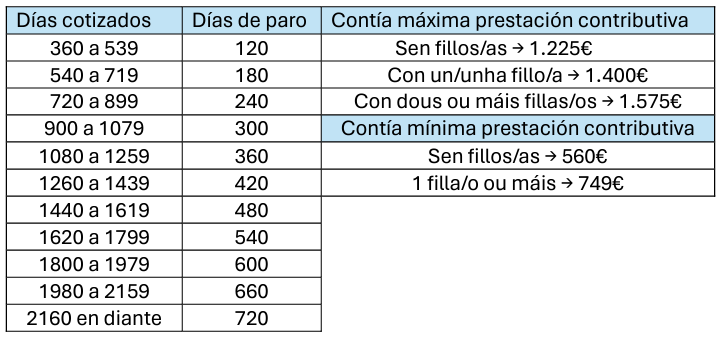 Días cotizados Días de paro Contía máxima prestación contributiva
360 a 539 120 Sen fillos/as → 1.225€
540 a 719 180 Con un/unha fillo/a → 1.400€
720 a 899 240 Con dous ou máis fillas/os → 1.575€
900 a 1079 300 Contía mínima prestación contributiva
1080 a 1259 360 Sen fillos/as → 560€
1260 a 1439 420 1 filla/o ou máis → 749€
1440 a 1619 480
1620 a 1799 540
1800 a 1979 600
1980 a 2159 660
2160 en diante 720